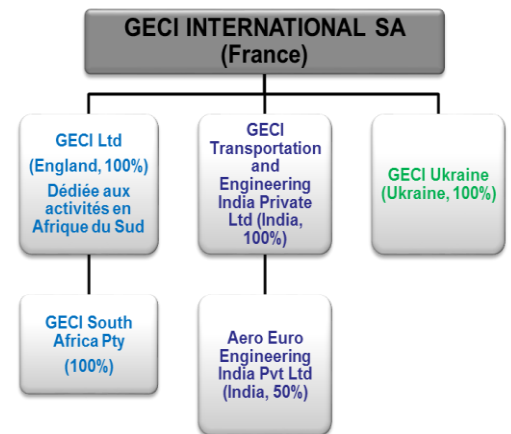 GECI INTERNATIONAL SA
(France)
GECI Ltd
(England, 100%)
Dédiée aux
activités en
Afrique du Sud
GECI
Transportation
and
Engineering
India Private
Ltd (India,
100%)
GECI Ukraine
(Ukraine, 100%)
GECI South
Africa Pty
(100%)
Aero Euro
Engineering
India Pvt Ltd
(India, 50%)